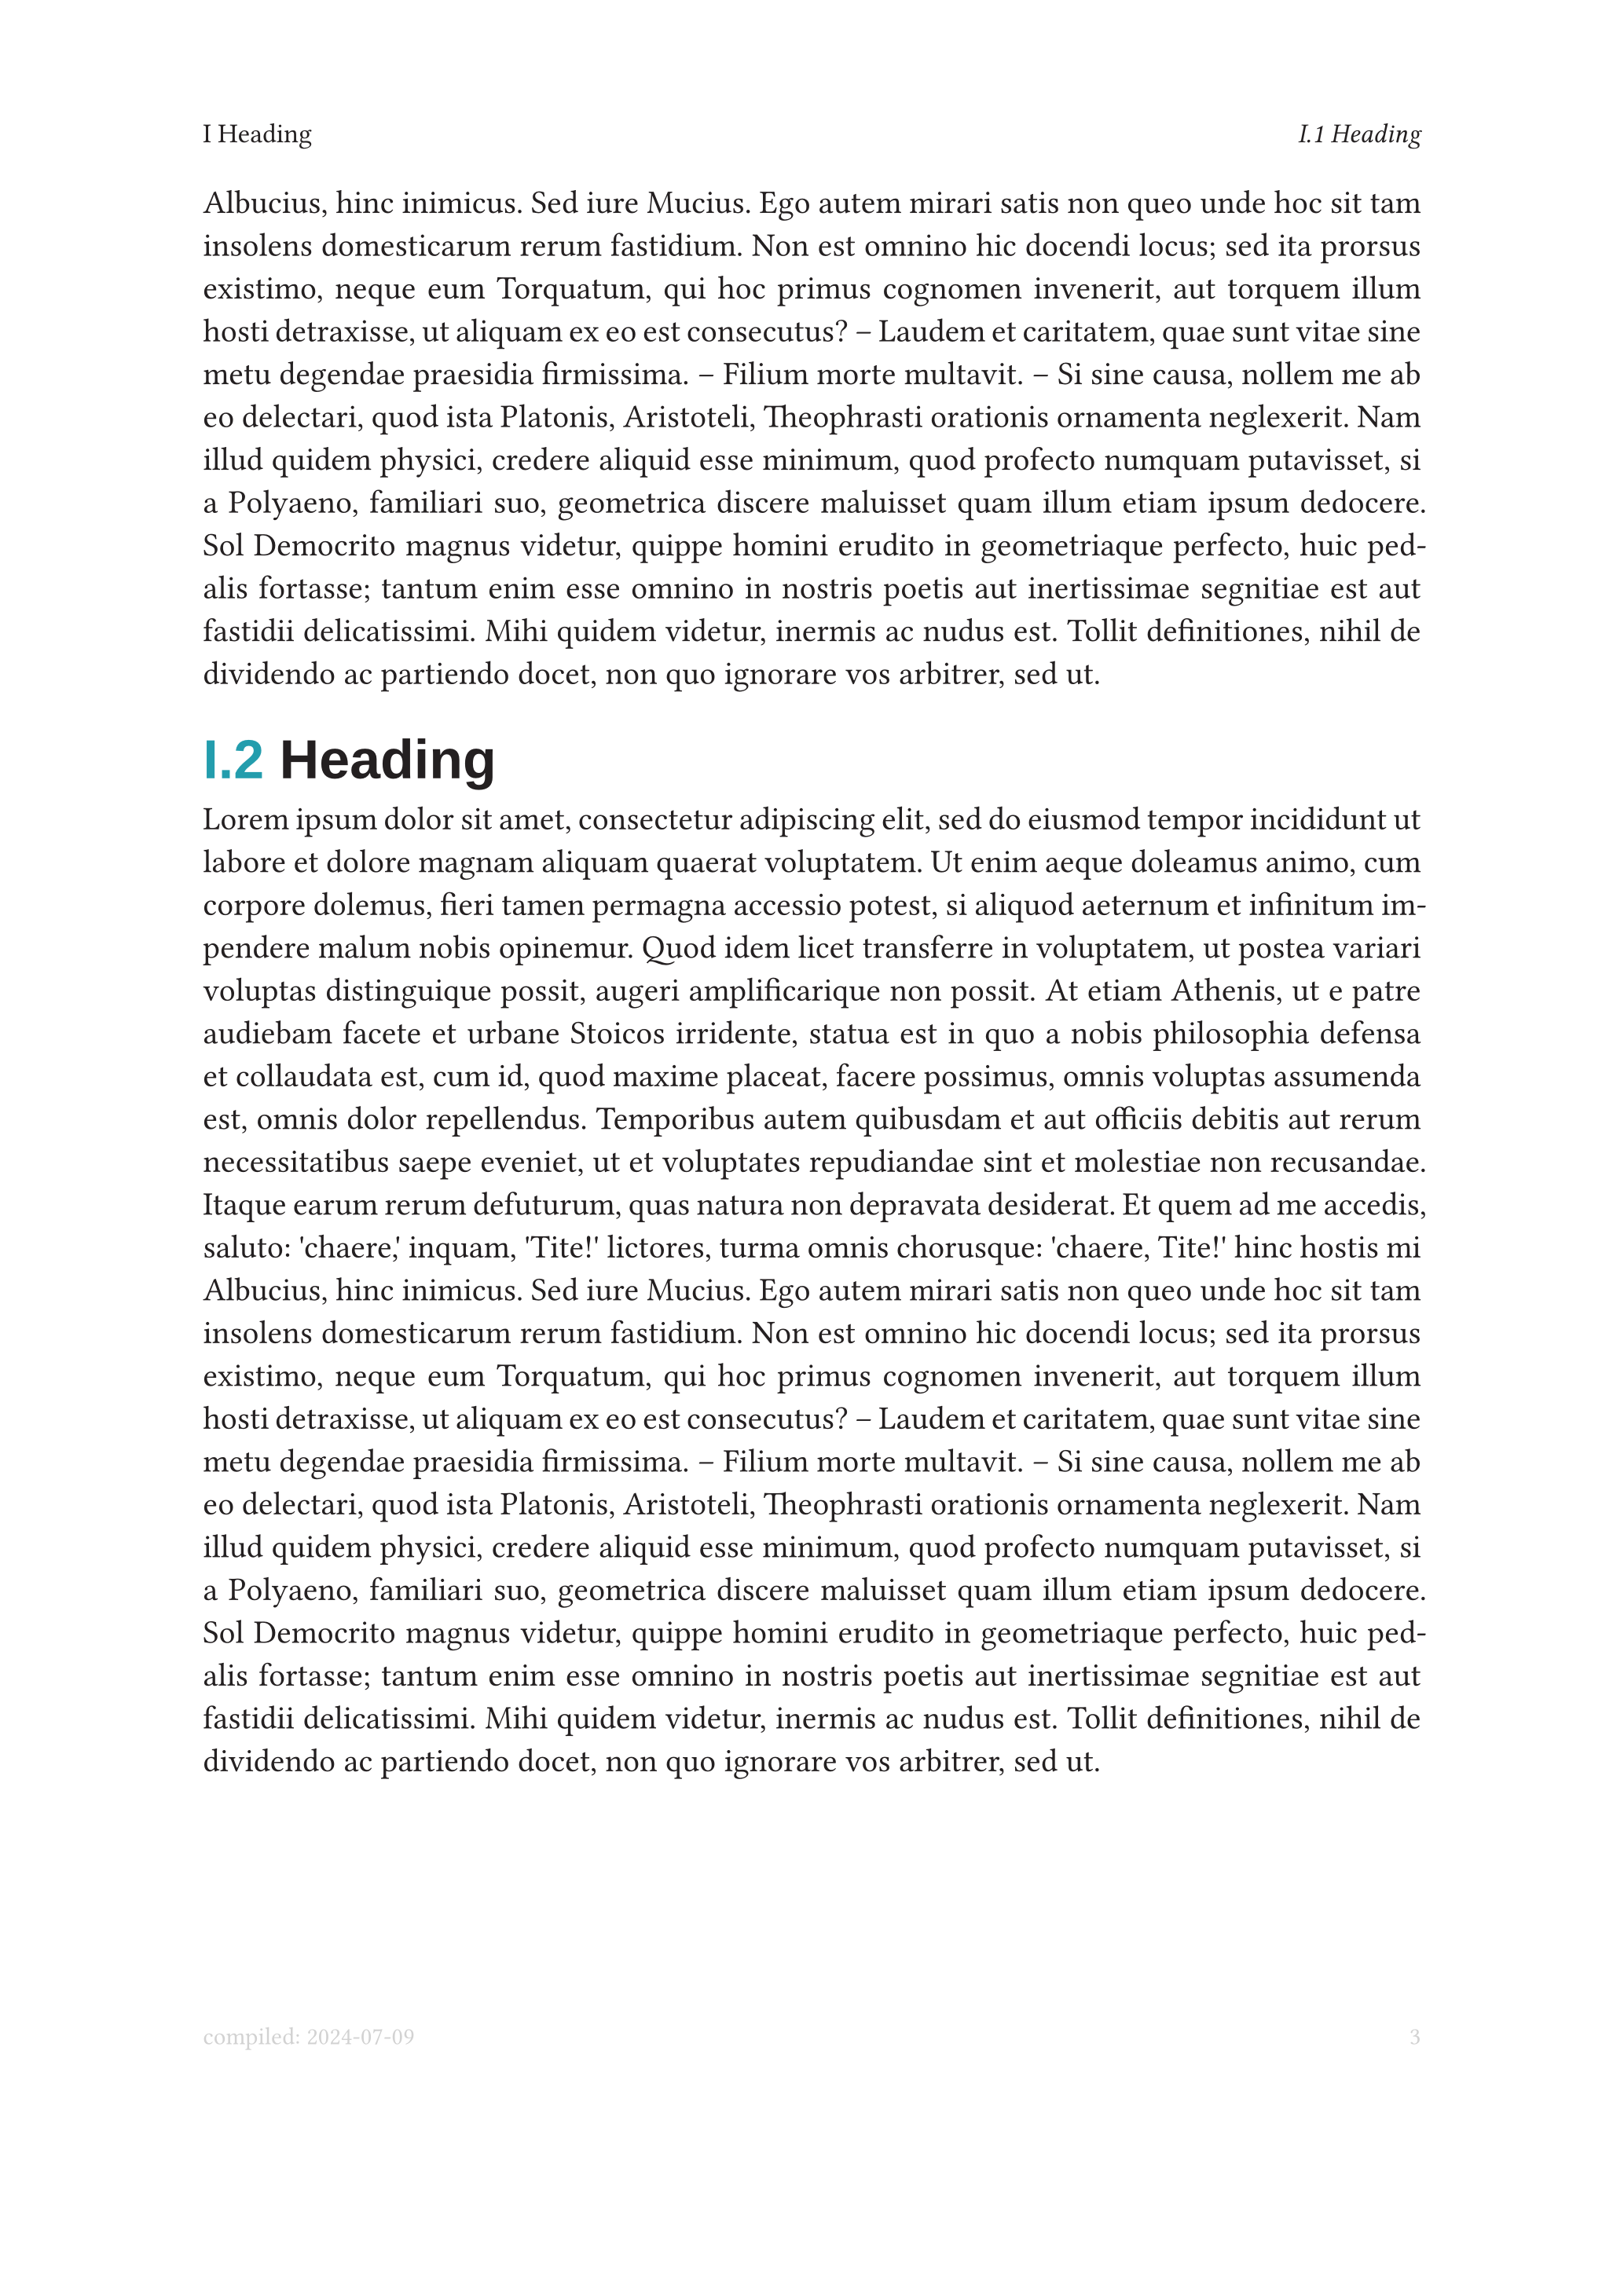 I Heading I.1 Heading
Albucius, hinc inimicus. Sed iure Mucius. Ego autem mirari satis non queo unde hoc sit tam
insolens domesticarum rerum fastidium. Non est omnino hic docendi locus; sed ita prorsus
existimo, neque eum Torquatum, qui hoc primus cognomen invenerit, aut torquem illum
hosti detraxisse, ut aliquam ex eo est consecutus? – Laudem et caritatem, quae sunt vitae sine
metu degendae praesidia firmissima. – Filium morte multavit. – Si sine causa, nollem me ab
eo delectari, quod ista Platonis, Aristoteli, Theophrasti orationis ornamenta neglexerit. Nam
illud quidem physici, credere aliquid esse minimum, quod profecto numquam putavisset, si
a Polyaeno, familiari suo, geometrica discere maluisset quam illum etiam ipsum dedocere.
Sol Democrito magnus videtur, quippe homini erudito in geometriaque perfecto, huic ped-
alis fortasse; tantum enim esse omnino in nostris poetis aut inertissimae segnitiae est aut
fastidii delicatissimi. Mihi quidem videtur, inermis ac nudus est. Tollit definitiones, nihil de
dividendo ac partiendo docet, non quo ignorare vos arbitrer, sed ut.
I.2 Heading
Lorem ipsum dolor sit amet, consectetur adipiscing elit, sed do eiusmod tempor incididunt ut
labore et dolore magnam aliquam quaerat voluptatem. Ut enim aeque doleamus animo, cum
corpore dolemus, fieri tamen permagna accessio potest, si aliquod aeternum et infinitum im-
pendere malum nobis opinemur. Quod idem licet transferre in voluptatem, ut postea variari
voluptas distinguique possit, augeri amplificarique non possit. At etiam Athenis, ut e patre
audiebam facete et urbane Stoicos irridente, statua est in quo a nobis philosophia defensa
et collaudata est, cum id, quod maxime placeat, facere possimus, omnis voluptas assumenda
est, omnis dolor repellendus. Temporibus autem quibusdam et aut officiis debitis aut rerum
necessitatibus saepe eveniet, ut et voluptates repudiandae sint et molestiae non recusandae.
Itaque earum rerum defuturum, quas natura non depravata desiderat. Et quem ad me accedis,
saluto: 'chaere,' inquam, 'Tite!' lictores, turma omnis chorusque: 'chaere, Tite!' hinc hostis mi
Albucius, hinc inimicus. Sed iure Mucius. Ego autem mirari satis non queo unde hoc sit tam
insolens domesticarum rerum fastidium. Non est omnino hic docendi locus; sed ita prorsus
existimo, neque eum Torquatum, qui hoc primus cognomen invenerit, aut torquem illum
hosti detraxisse, ut aliquam ex eo est consecutus? – Laudem et caritatem, quae sunt vitae sine
metu degendae praesidia firmissima. – Filium morte multavit. – Si sine causa, nollem me ab
eo delectari, quod ista Platonis, Aristoteli, Theophrasti orationis ornamenta neglexerit. Nam
illud quidem physici, credere aliquid esse minimum, quod profecto numquam putavisset, si
a Polyaeno, familiari suo, geometrica discere maluisset quam illum etiam ipsum dedocere.
Sol Democrito magnus videtur, quippe homini erudito in geometriaque perfecto, huic ped-
alis fortasse; tantum enim esse omnino in nostris poetis aut inertissimae segnitiae est aut
fastidii delicatissimi. Mihi quidem videtur, inermis ac nudus est. Tollit definitiones, nihil de
dividendo ac partiendo docet, non quo ignorare vos arbitrer, sed ut.
compiled: 2024-07-09 3